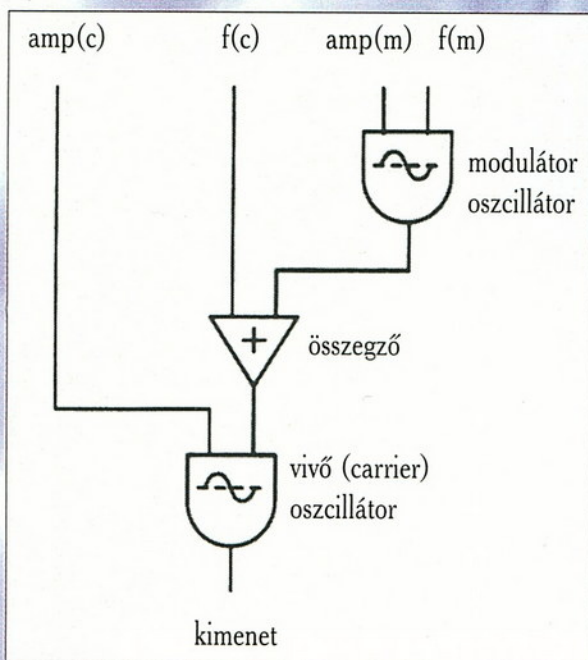 amp(c) f(c) amp(m) f(m)
modulátor
oszcillátor
+
összegző
vivő (carrier)
oszcillátor
kimenet